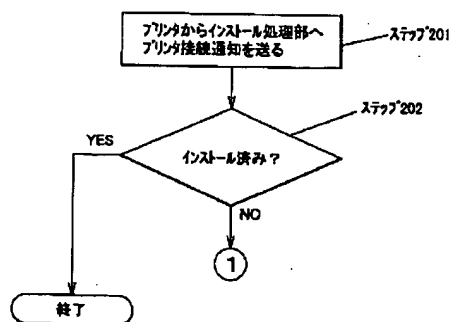 プリンタからインストール処理部へ
プリンタ接続通知を送る
ステップ201
ステップ202
YES
インストール済み?
NO
1
終了